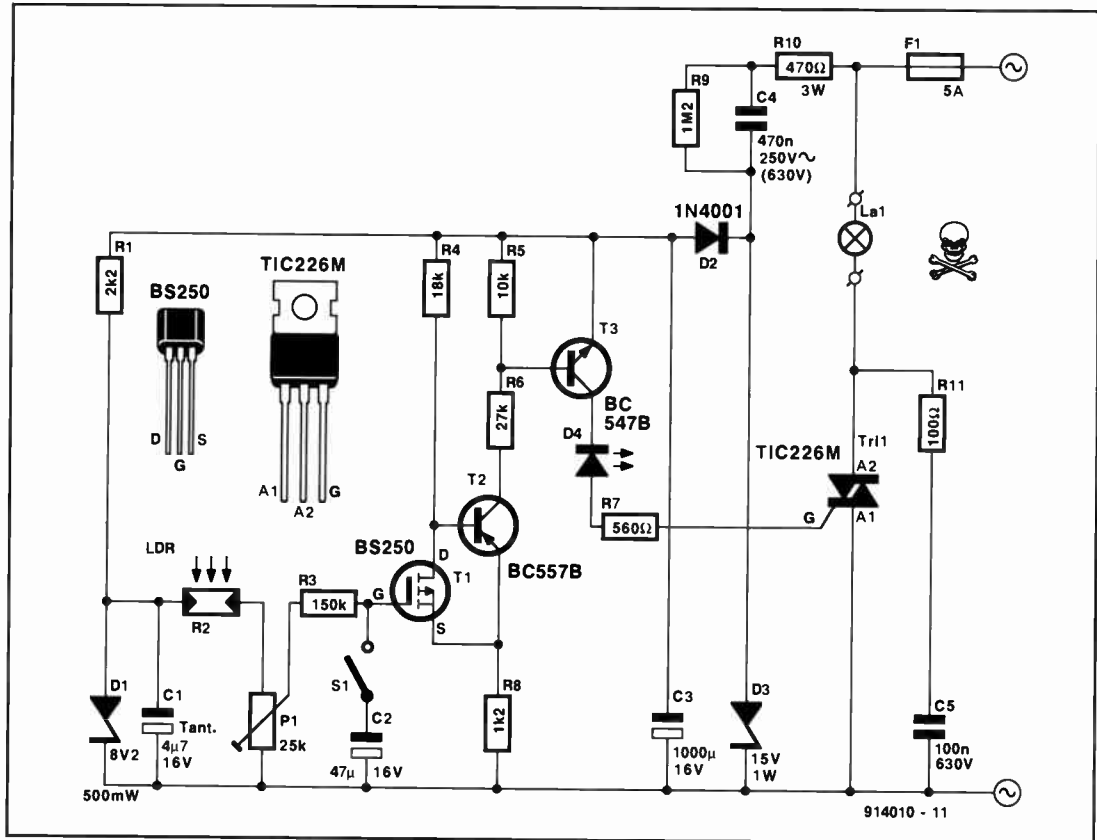 R10
470Ω
3W
F1
5A
R9
1M2
C4
470n
250V~
(630V)
La1
1N4001
D2
R1
2k2
BS250
D
G
S
TIC226M
A1
A2
G
R4
18k
R5
10k
T3
BC
547B
R6
27k
D4
R7
560Ω
TIC226M
Tri1
A2
A1
G
R11
100Ω
T2
BC557B
BS250
D
T1
G
S
LDR
R2
R3
150k
S1
R8
1k2
D1
8V2
500mW
C1
Tant.
4µ7
16V
P1
25k
C2
47µ
16V
C3
1000µ
16V
D3
15V
1W
C5
100n
630V
914010 - 11